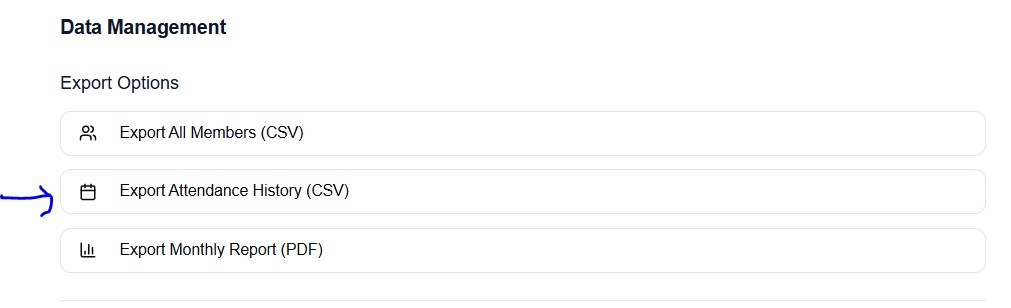 Data Management
Export Options
Export All Members (CSV)
Export Attendance History (CSV)
Export Monthly Report (PDF)